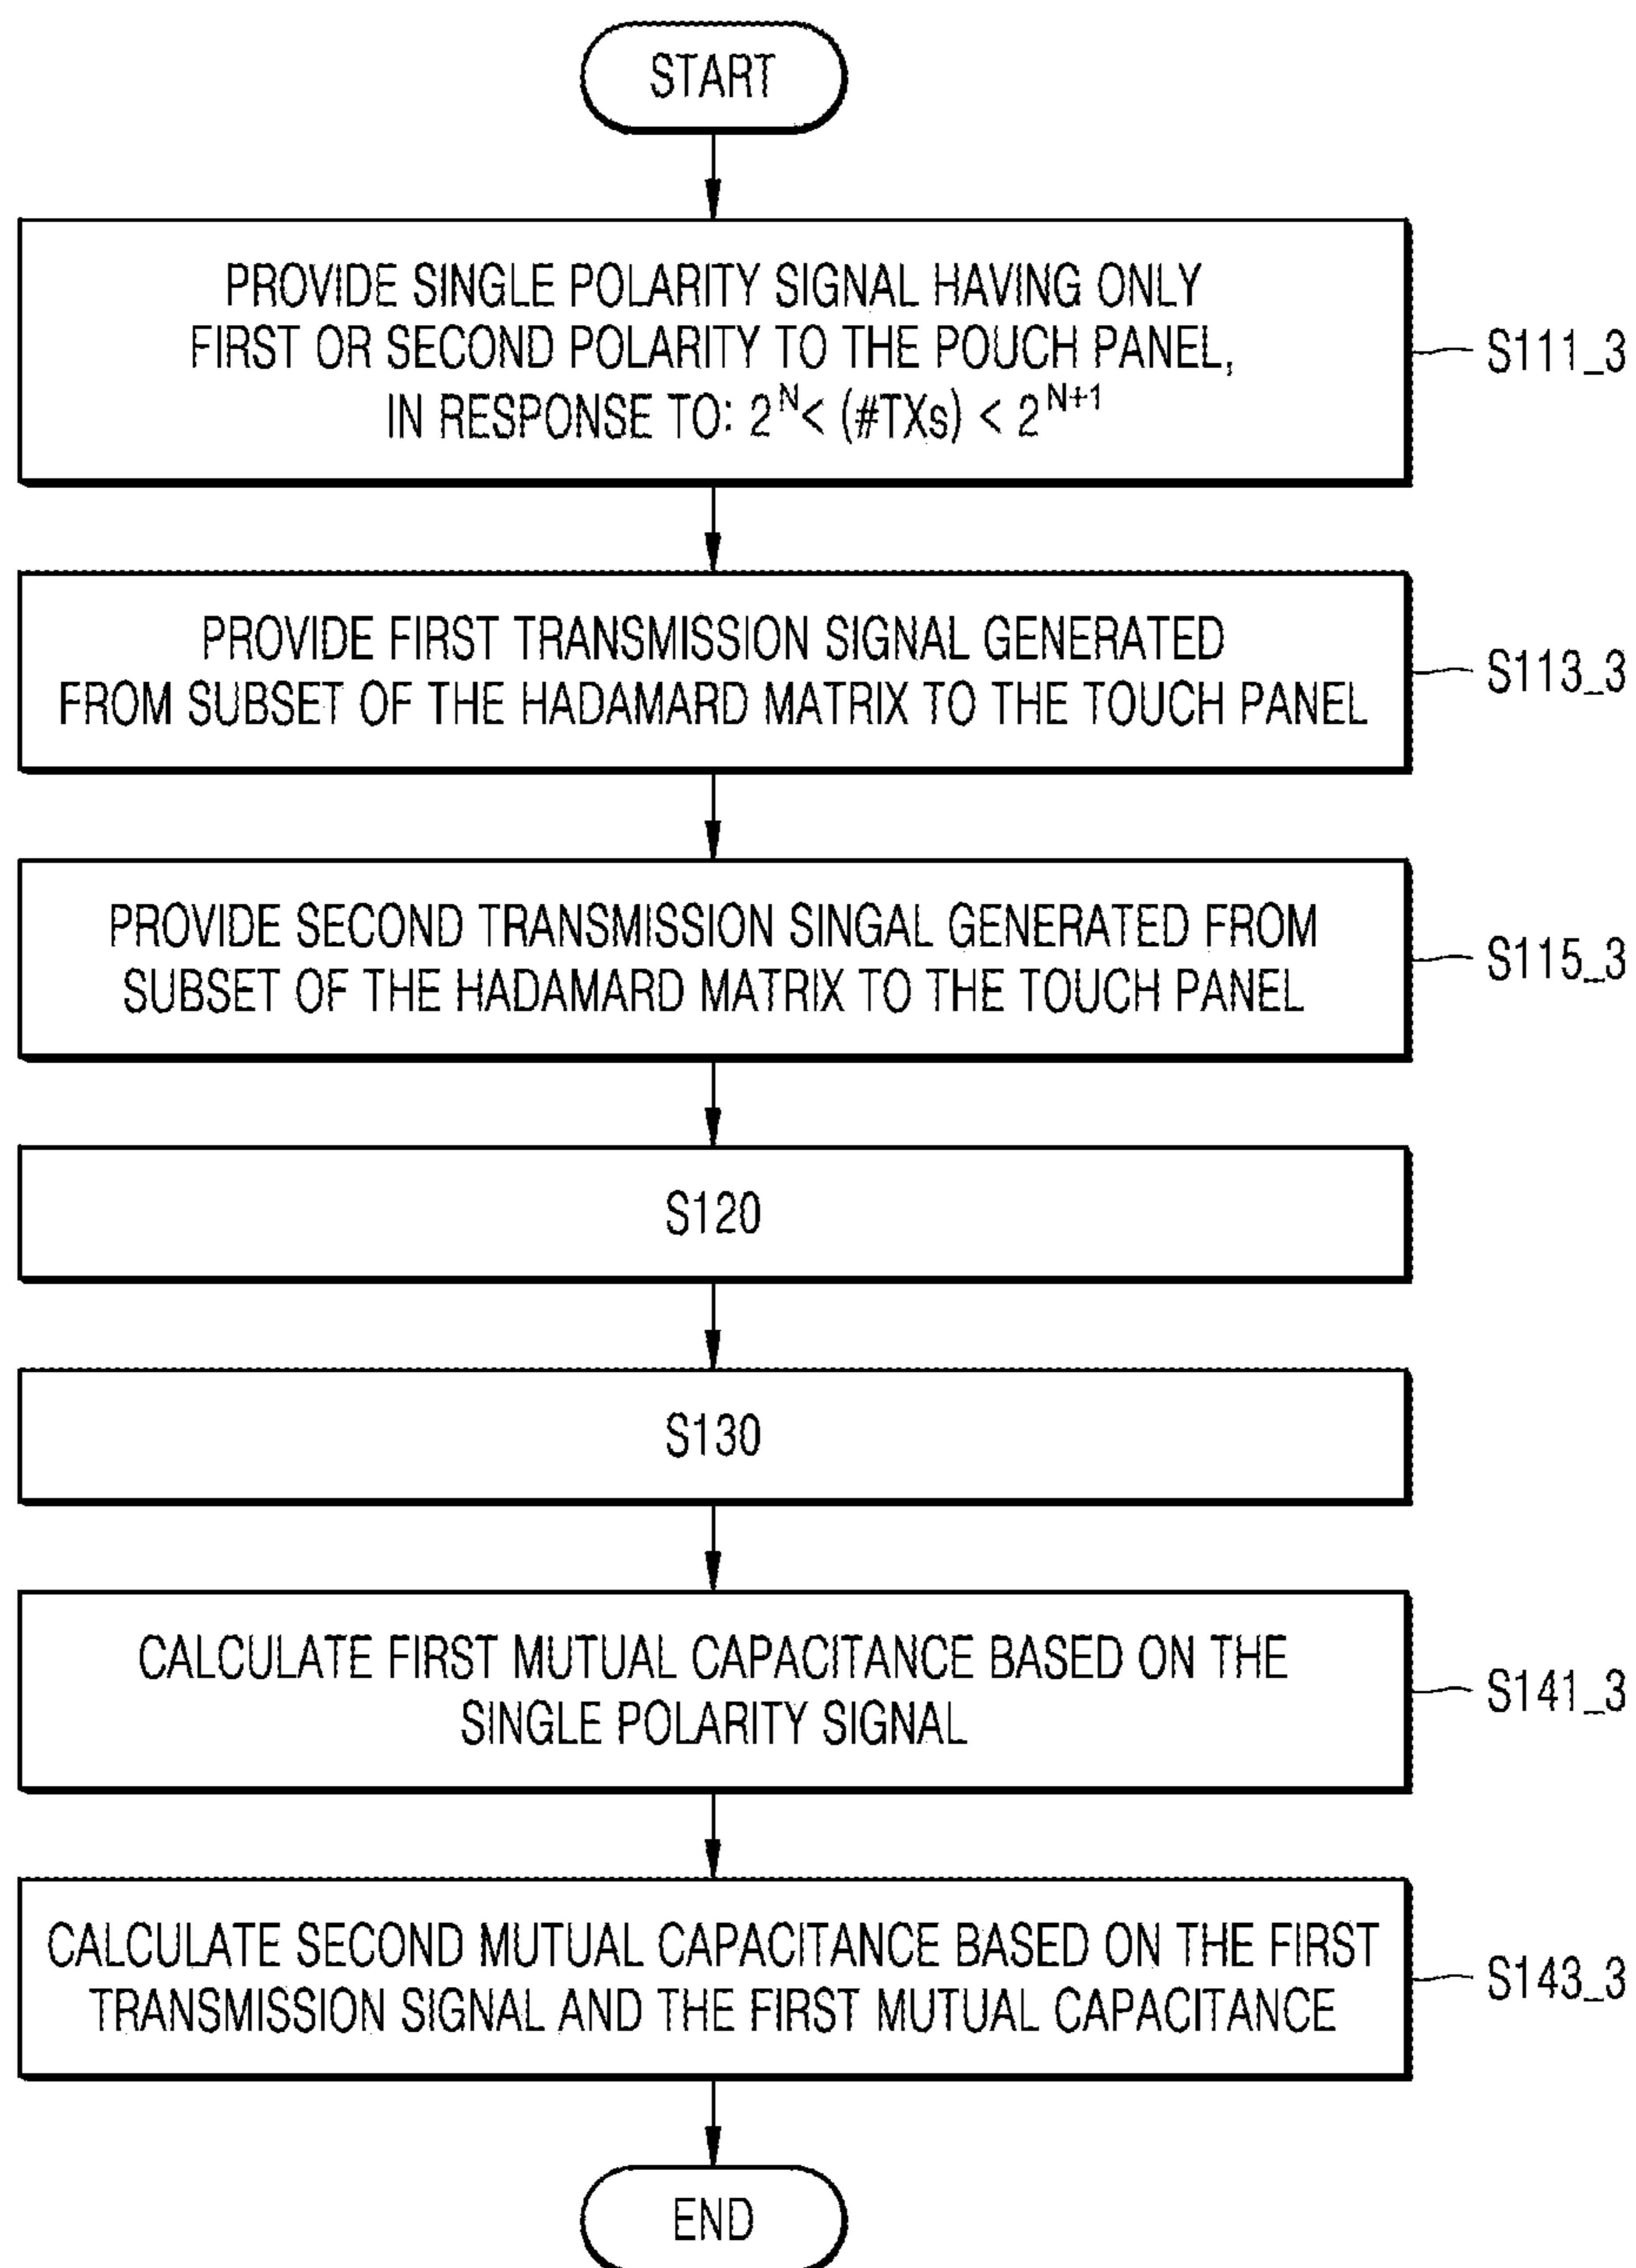 START
PROVIDE SINGLE POLARITY SIGNAL HAVING ONLY
FIRST OR SECOND POLARITY TO THE POUCH PANEL,
IN RESPONSE TO: 2^N < (#TXs) < 2^N+1
S111_3
PROVIDE FIRST TRANSMISSION SIGNAL GENERATED
FROM SUBSET OF THE HADAMARD MATRIX TO THE TOUCH PANEL
S113_3
PROVIDE SECOND TRANSMISSION SINGAL GENERATED FROM
SUBSET OF THE HADAMARD MATRIX TO THE TOUCH PANEL
S115_3
S120
S130
CALCULATE FIRST MUTUAL CAPACITANCE BASED ON THE
SINGLE POLARITY SIGNAL
S141_3
CALCULATE SECOND MUTUAL CAPACITANCE BASED ON THE FIRST
TRANSMISSION SIGNAL AND THE FIRST MUTUAL CAPACITANCE
S143_3
END